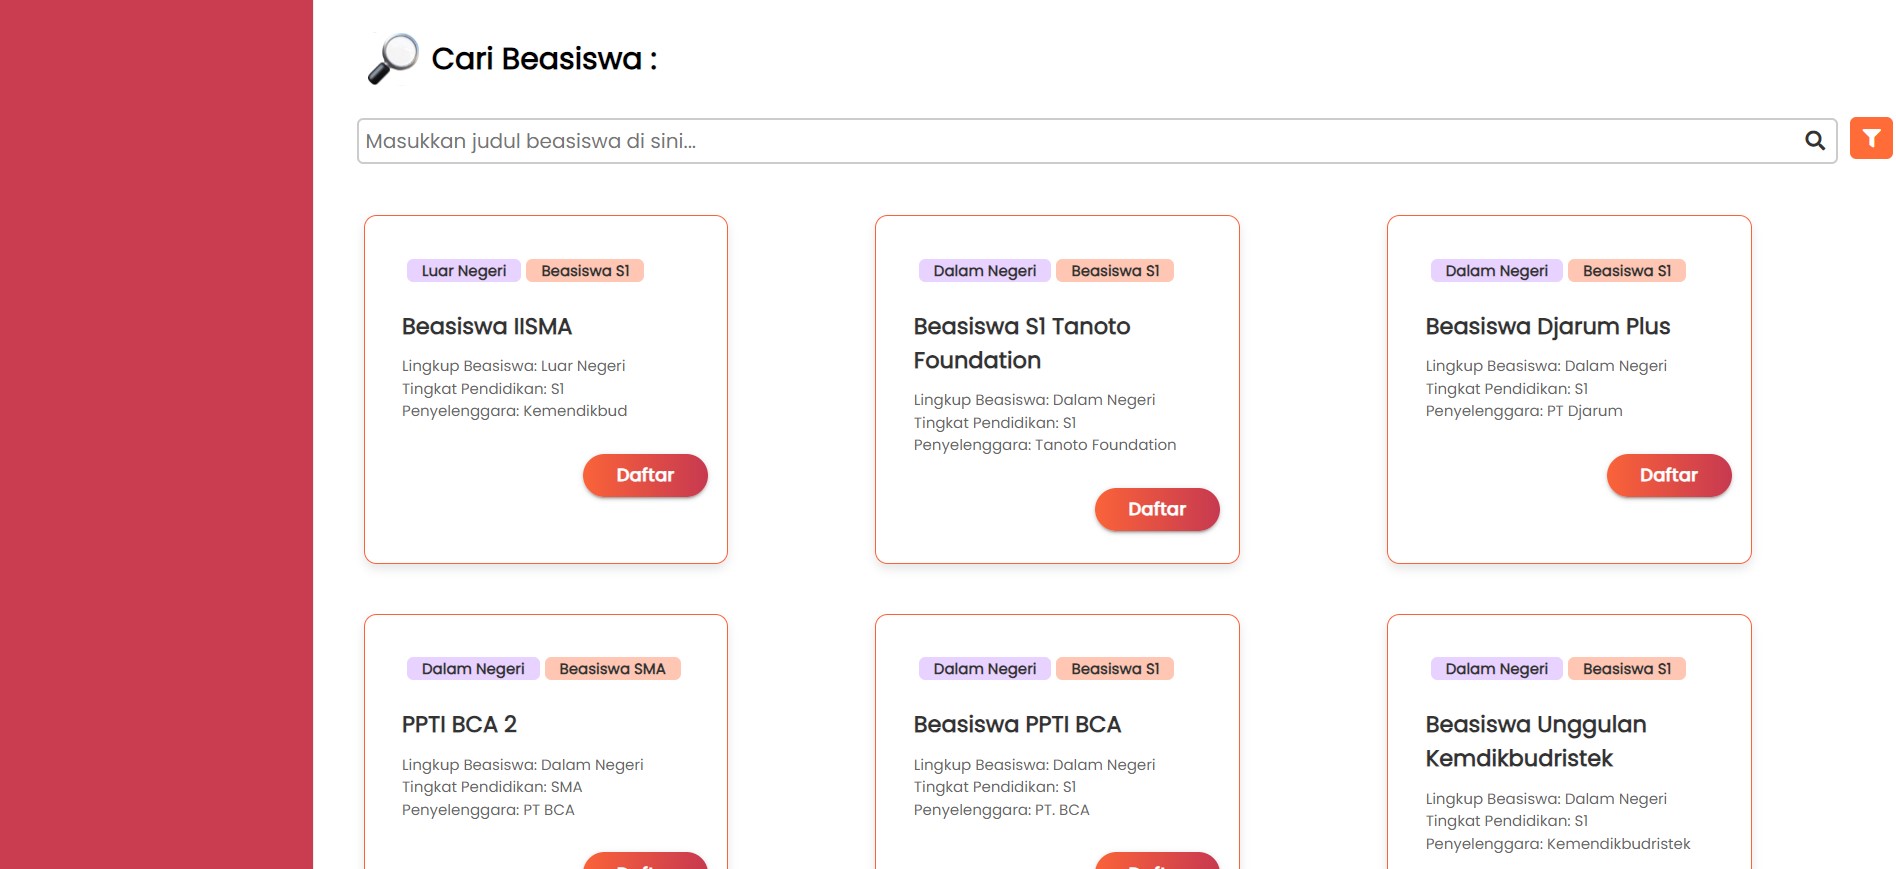 Cari Beasiswa :
Masukkan judul beasiswa di sini...
Luar Negeri Beasiswa S1
Beasiswa IISMA
Lingkup Beasiswa: Luar Negeri
Tingkat Pendidikan: S1
Penyelenggara: Kemendikbud
Daftar
Dalam Negeri Beasiswa S1
Beasiswa S1 Tanoto
Foundation
Lingkup Beasiswa: Dalam Negeri
Tingkat Pendidikan: S1
Penyelenggara: Tanoto Foundation
Daftar
Dalam Negeri Beasiswa S1
Beasiswa Djarum Plus
Lingkup Beasiswa: Dalam Negeri
Tingkat Pendidikan: S1
Penyelenggara: PT Djarum
Daftar
Dalam Negeri Beasiswa SMA
PPTI BCA 2
Lingkup Beasiswa: Dalam Negeri
Tingkat Pendidikan: SMA
Penyelenggara: PT BCA
Dalam Negeri Beasiswa S1
Beasiswa PPTI BCA
Lingkup Beasiswa: Dalam Negeri
Tingkat Pendidikan: S1
Penyelenggara: PT. BCA
Dalam Negeri Beasiswa S1
Beasiswa Unggulan
Kemdikbudristek
Lingkup Beasiswa: Dalam Negeri
Tingkat Pendidikan: S1
Penyelenggara: Kemendikbudristek